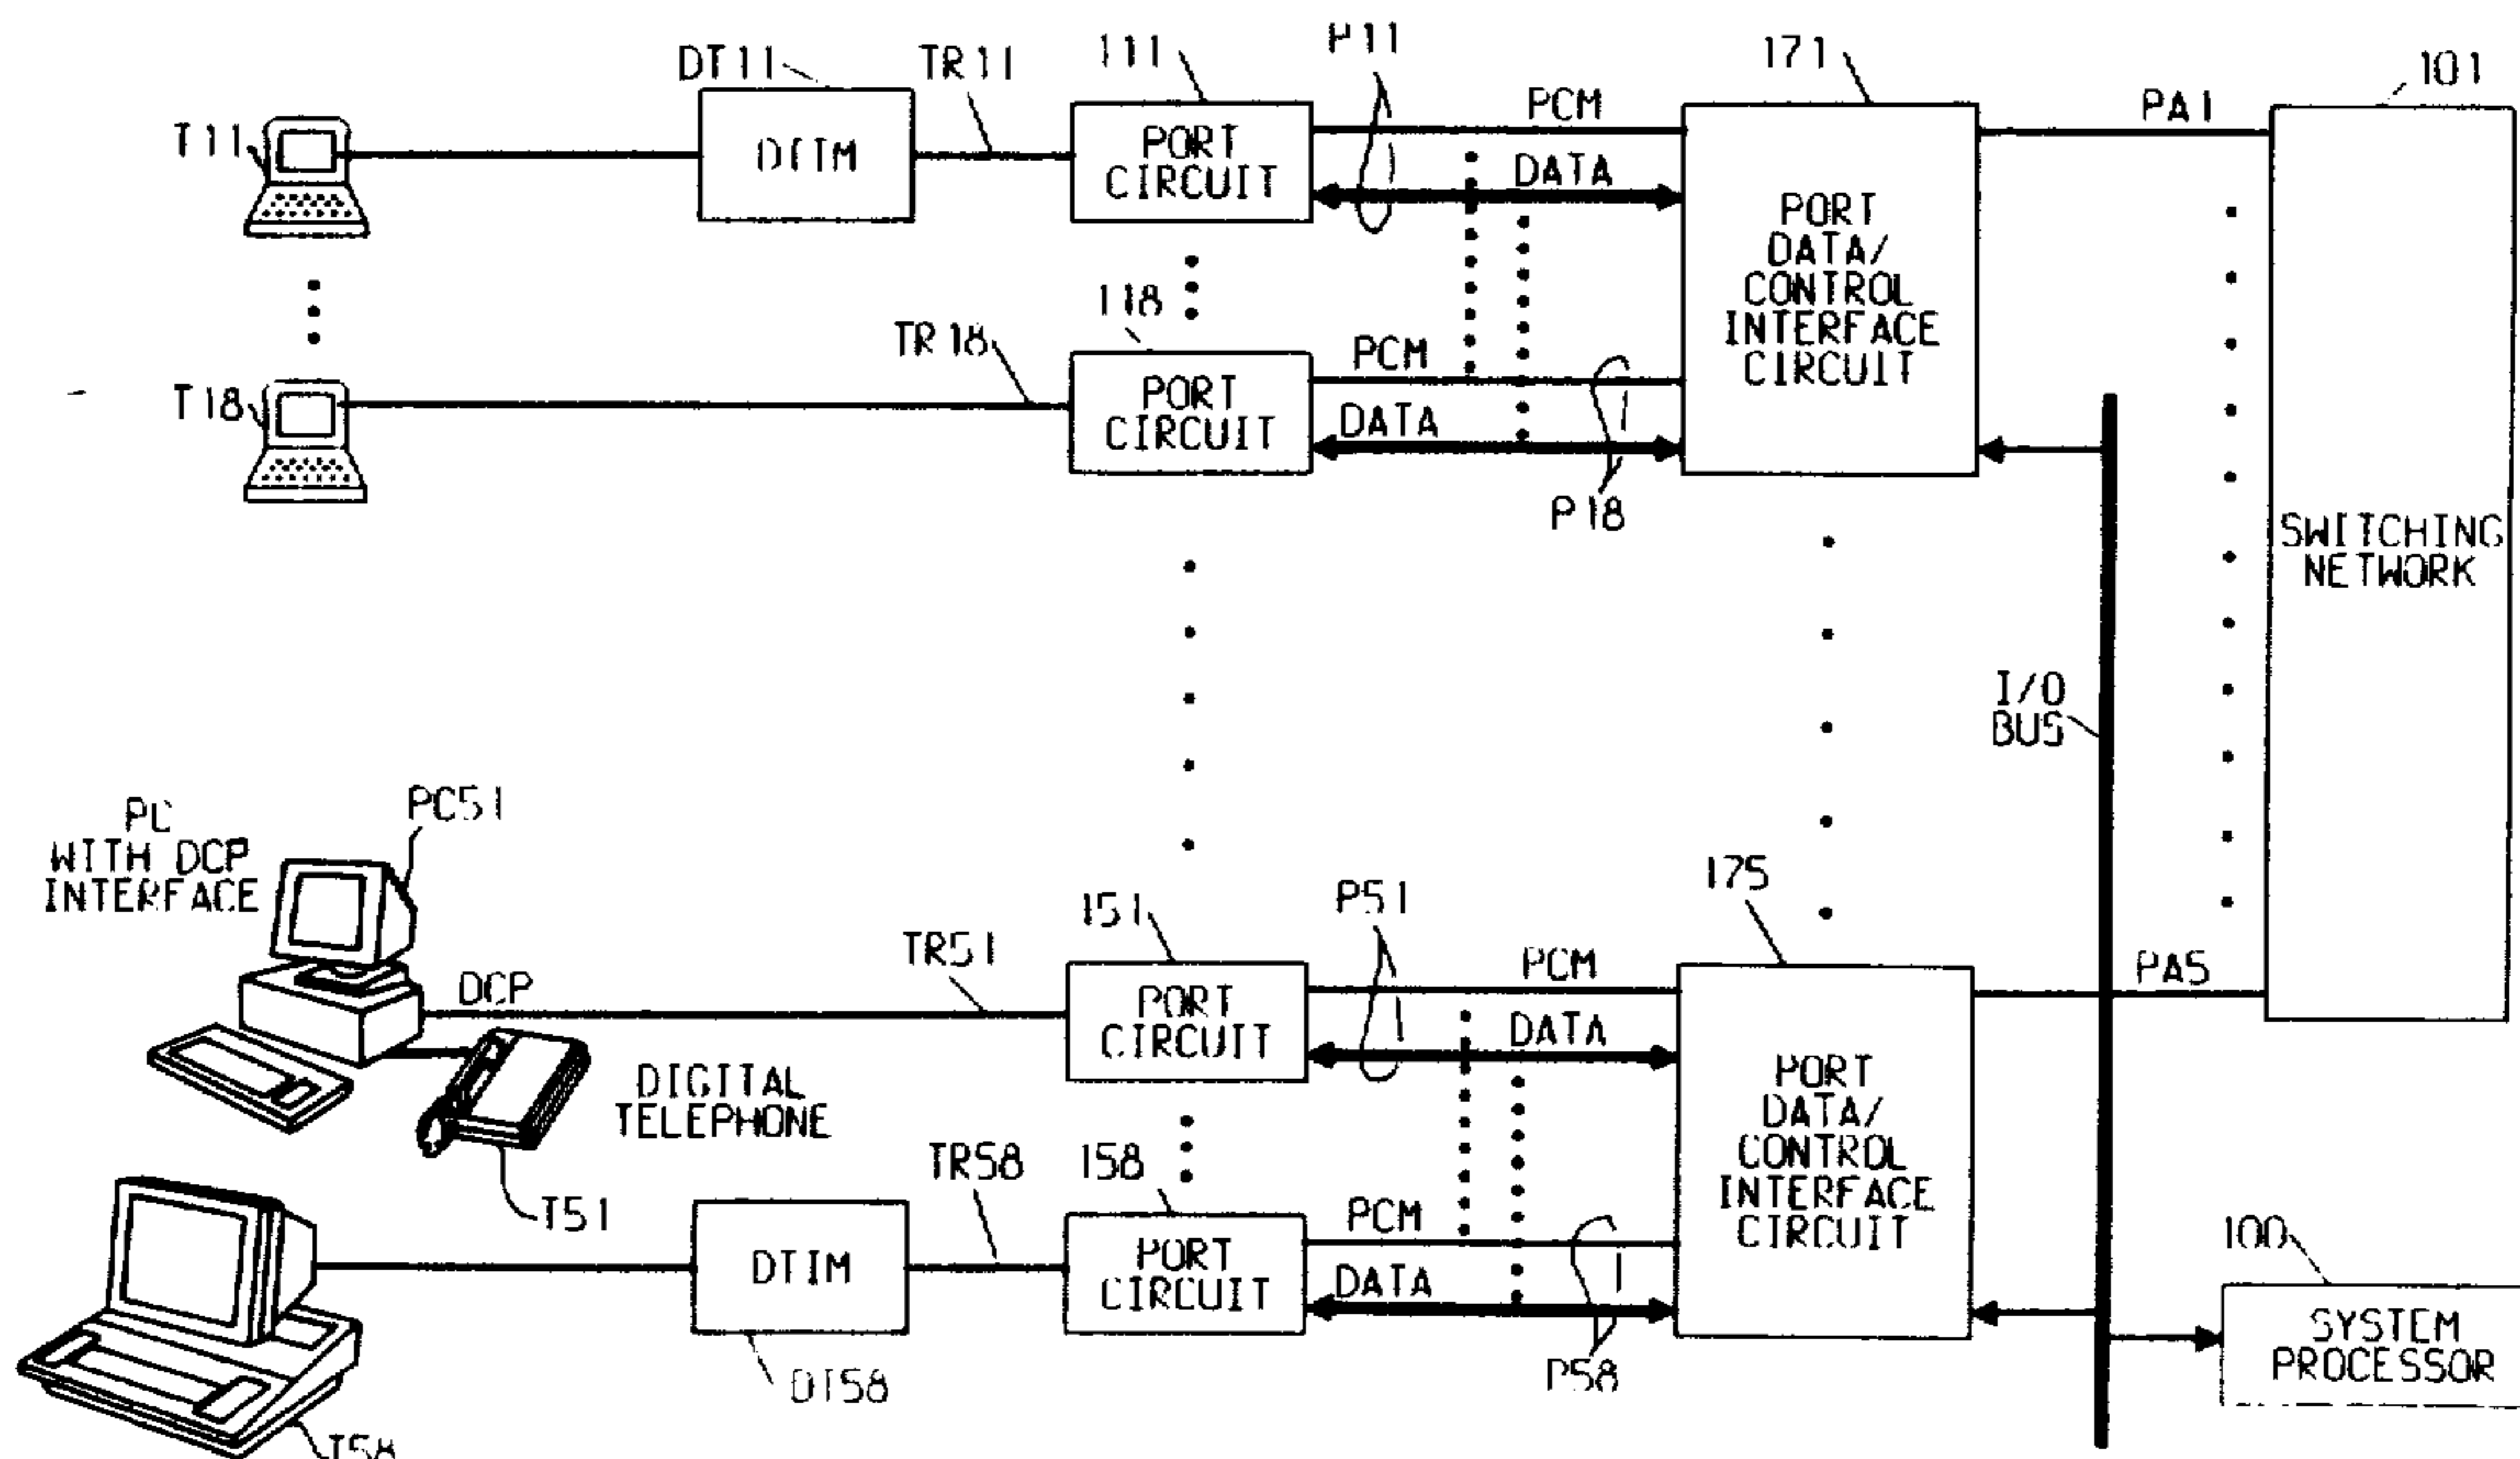 DT11
TR11
111
P11
171
101
T11
PORT
CIRCUIT
PCM
DATA
PORT
DATA/
CONTROL
INTERFACE
CIRCUIT
PA1
118
TR18
T18
PORT
CIRCUIT
PCM
DATA
P18
SWITCHING
NETWORK
I/O
BUS
PC
WITH DCP
INTERFACE
PC51
DCP
TR51
151
P51
175
PORT
CIRCUIT
PCM
DATA
PORT
DATA/
CONTROL
INTERFACE
CIRCUIT
PA5
DIGITAL
TELEPHONE
T51
TR58
158
DTIM
PORT
CIRCUIT
PCM
DATA
P58
DT58
T58
100
SYSTEM
PROCESSOR